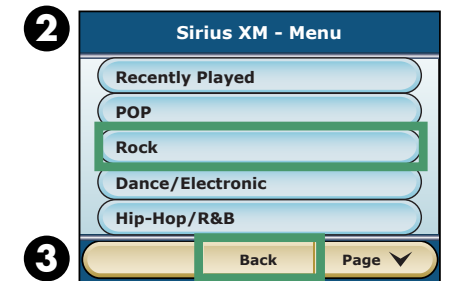 2
Sirius XM - Menu
Recently Played
POP
Rock
Dance/Electronic
Hip-Hop/R&B
3
Back Page